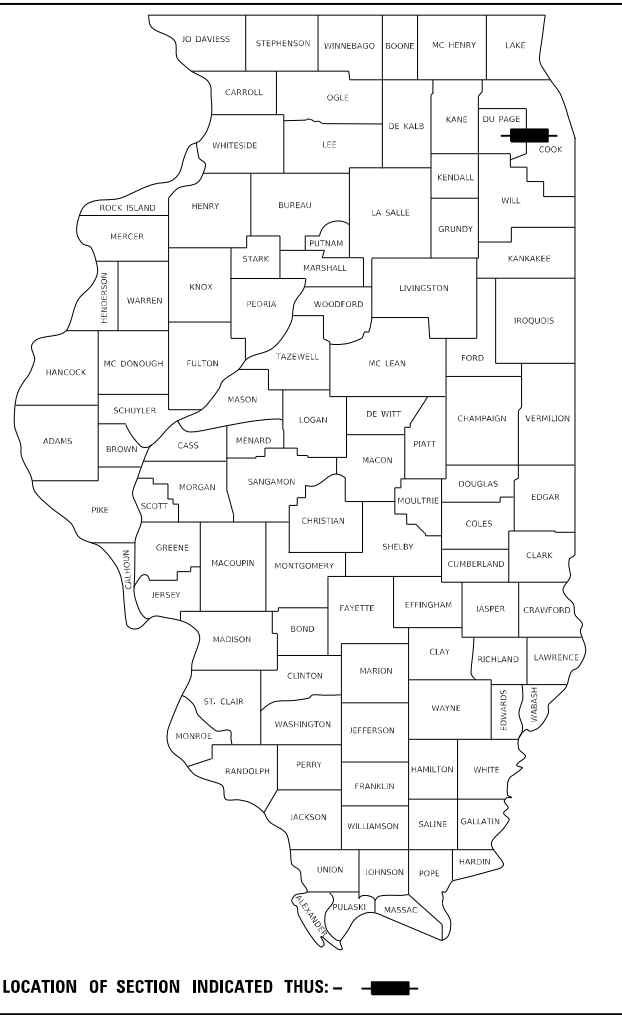 JO DAVIESS
STEPHENSON
WINNEBAGO
BOONE
MC HENRY
LAKE
CARROLL
OGLE
DE KALB
KANE
DU PAGE
COOK
WHITESIDE
LEE
KENDALL
WILL
ROCK ISLAND
HENRY
BUREAU
LA SALLE
GRUNDY
MERCER
PUTNAM
STARK
MARSHALL
KANKAKEE
HENDERSON
WARREN
KNOX
PEORIA
WOODFORD
LIVINGSTON
IROQUOIS
HANCOCK
MC DONOUGH
FULTON
TAZEWELL
MC LEAN
FORD
MASON
SCHUYLER
LOGAN
DE WITT
CHAMPAIGN
VERMILION
ADAMS
BROWN
CASS
MENARD
PIATT
MACON
MORGAN
SANGAMON
DOUGLAS
EDGAR
PIKE
SCOTT
CHRISTIAN
MOULTRIE
COLES
GREENE
MACOUPIN
MONTGOMERY
SHELBY
CUMBERLAND
CLARK
CALHOUN
JERSEY
FAYETTE
EFFINGHAM
JASPER
CRAWFORD
MADISON
BOND
CLAY
RICHLAND
LAWRENCE
CLINTON
MARION
ST. CLAIR
WAYNE
EDWARDS
WABASH
MONROE
WASHINGTON
JEFFERSON
RANDOLPH
PERRY
HAMILTON
WHITE
FRANKLIN
JACKSON
WILLIAMSON
SALINE
GALLATIN
UNION
JOHNSON
POPE
HARDIN
ALEXANDER
PULASKI
MASSAC
LOCATION OF SECTION INDICATED THUS: –